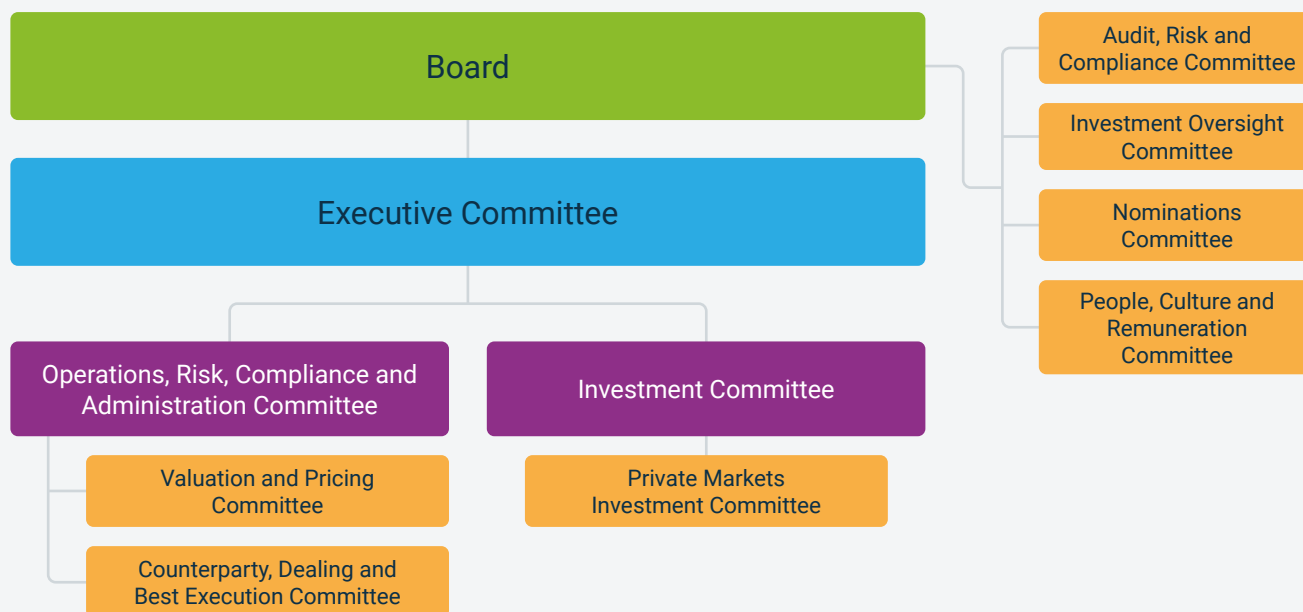 Board
Audit, Risk and
Compliance Committee
Investment Oversight
Committee
Executive Committee
Nominations
Committee
People, Culture and
Remuneration
Committee
Operations, Risk, Compliance and
Administration Committee
Investment Committee
Valuation and Pricing
Committee
Private Markets
Investment Committee
Counterparty, Dealing and
Best Execution Committee